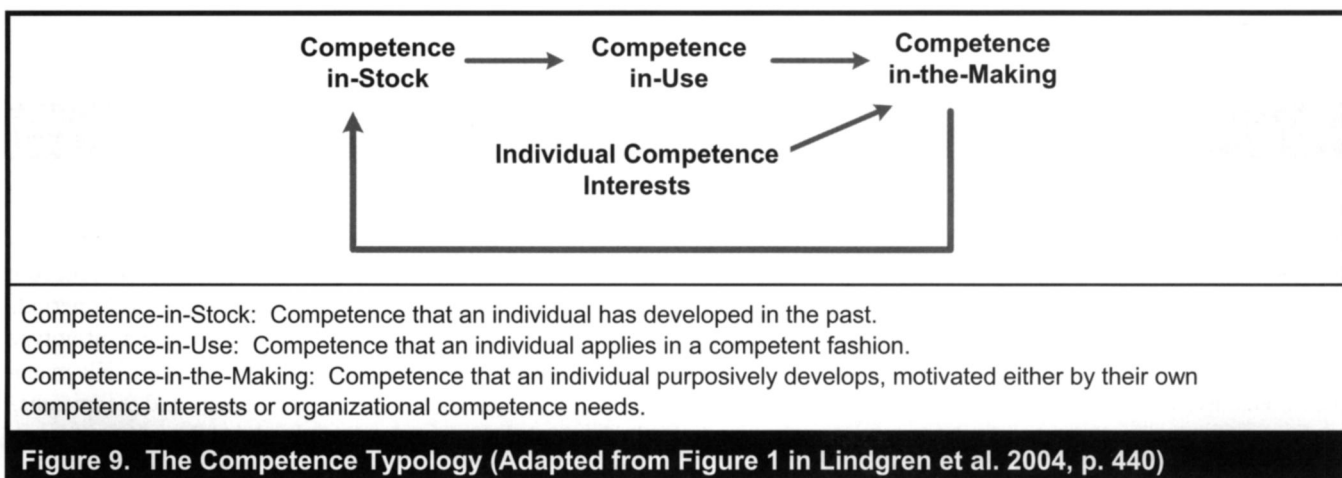 Competence
in-Stock
Competence
in-Use
Competence
in-the-Making
Individual Competence
Interests
Competence-in-Stock: Competence that an individual has developed in the past.
Competence-in-Use: Competence that an individual applies in a competent fashion.
Competence-in-the-Making: Competence that an individual purposively develops, motivated either by their own
competence interests or organizational competence needs.
Figure 9. The Competence Typology (Adapted from Figure 1 in Lindgren et al. 2004, p. 440)